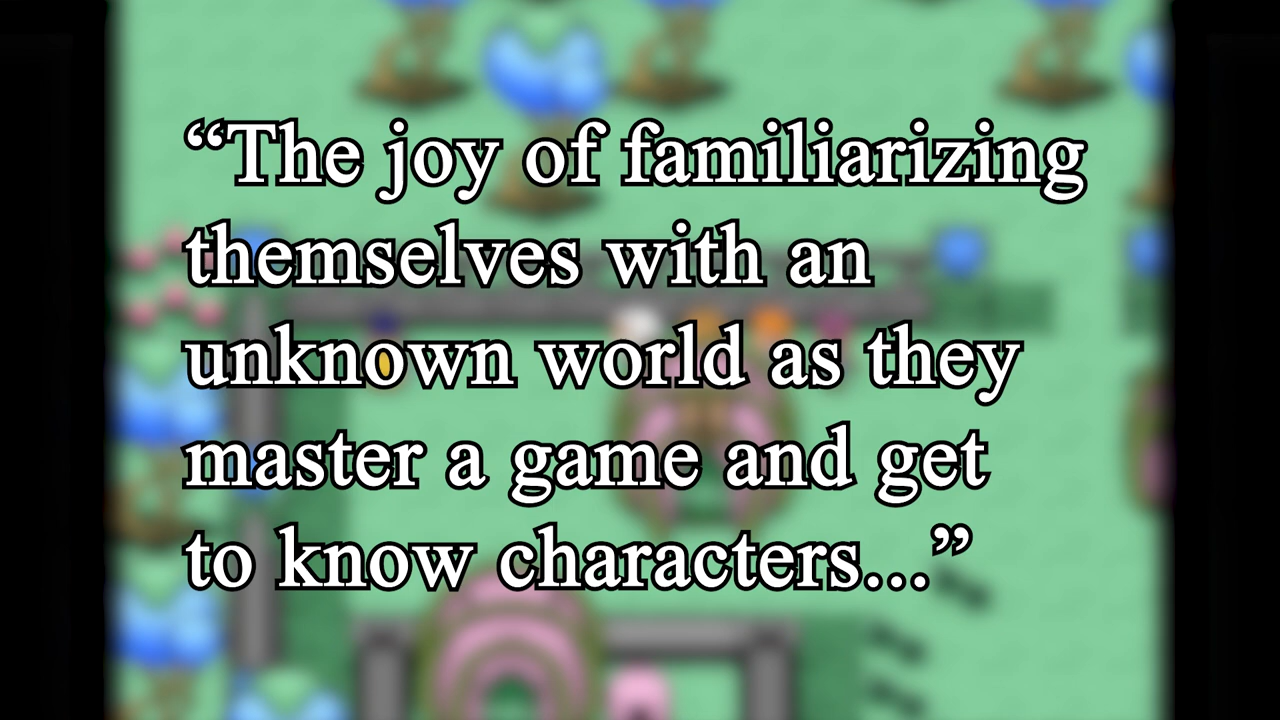 “The joy of familiarizing
themselves with an
unknown world as they
master a game and get
to know characters...”